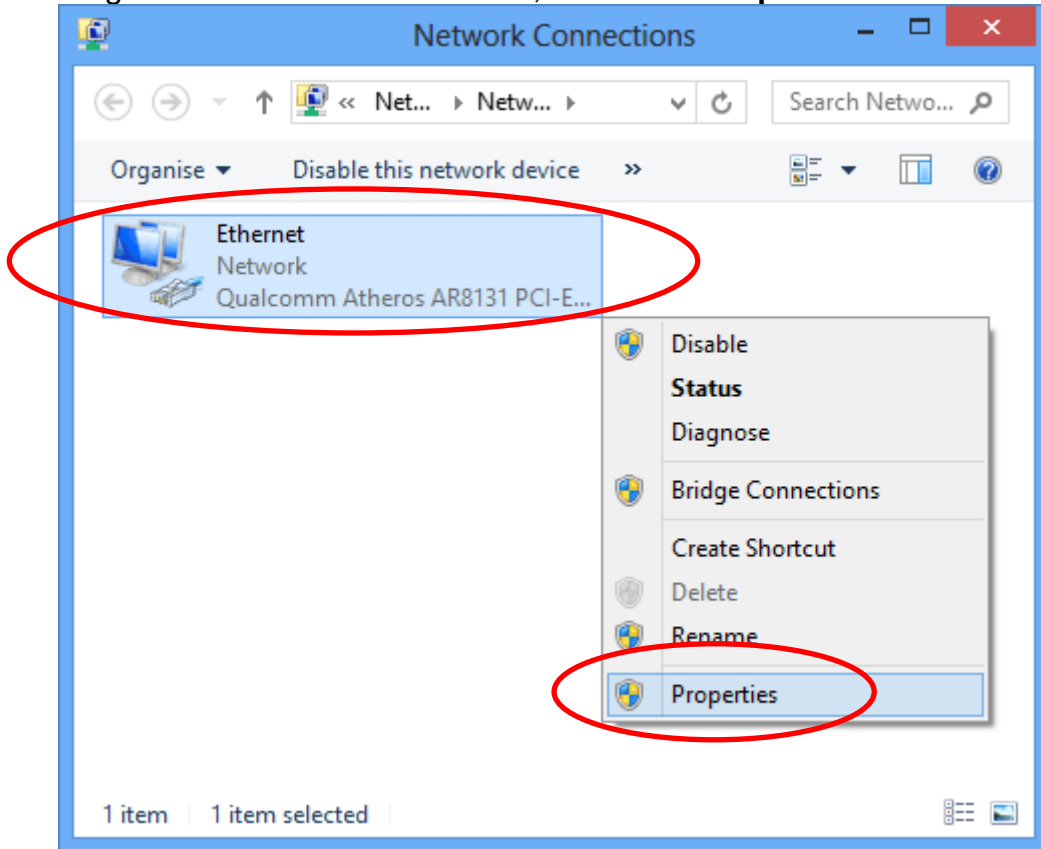 Network Connections
« Net... Netw...
Search Netwo...
Organise
Disable this network device
»
Ethernet
Network
Qualcomm Atheros AR8131 PCI-E...
Disable
Status
Diagnose
Bridge Connections
Create Shortcut
Delete
Rename
Properties
1 item
1 item selected